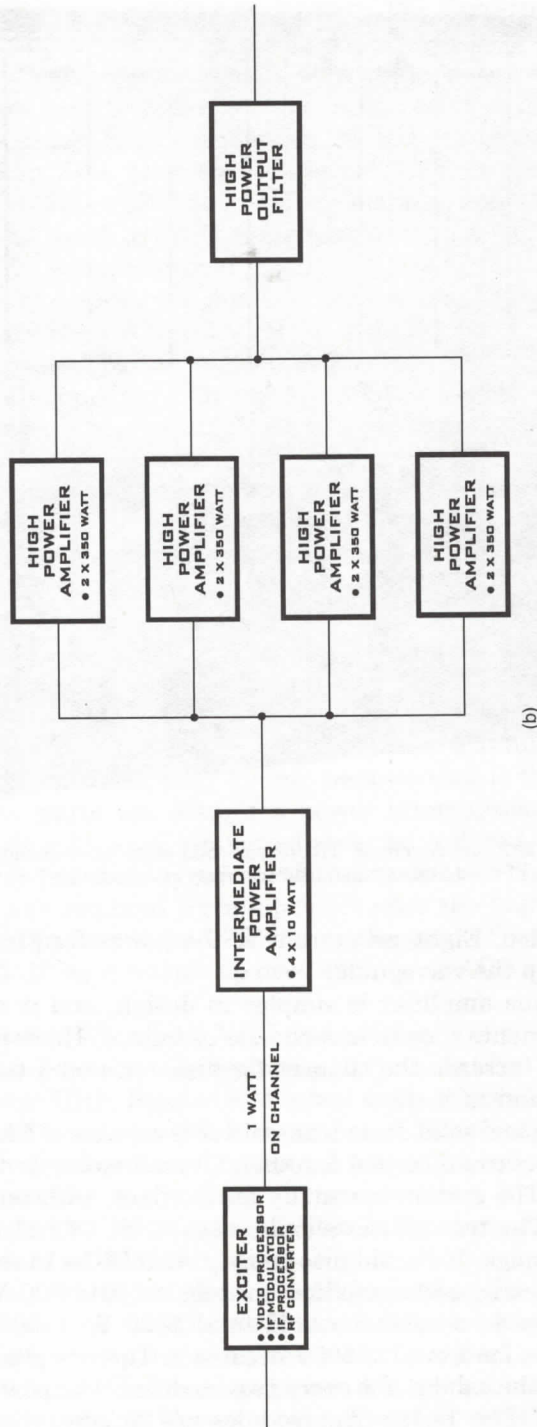 EXCITER
• VIDEO PROCESSOR
• IF MODULATOR
• IF PROCESSOR
• RF CONVERTER
1 WATT
ON CHANNEL
INTERMEDIATE
POWER
AMPLIFIER
• 4 x 10 WATT
HIGH
POWER
AMPLIFIER
• 2 X 350 WATT
HIGH
POWER
AMPLIFIER
• 2 X 350 WATT
HIGH
POWER
AMPLIFIER
• 2 X 350 WATT
HIGH
POWER
AMPLIFIER
• 2 X 350 WATT
HIGH
POWER
OUTPUT
FILTER
(b)